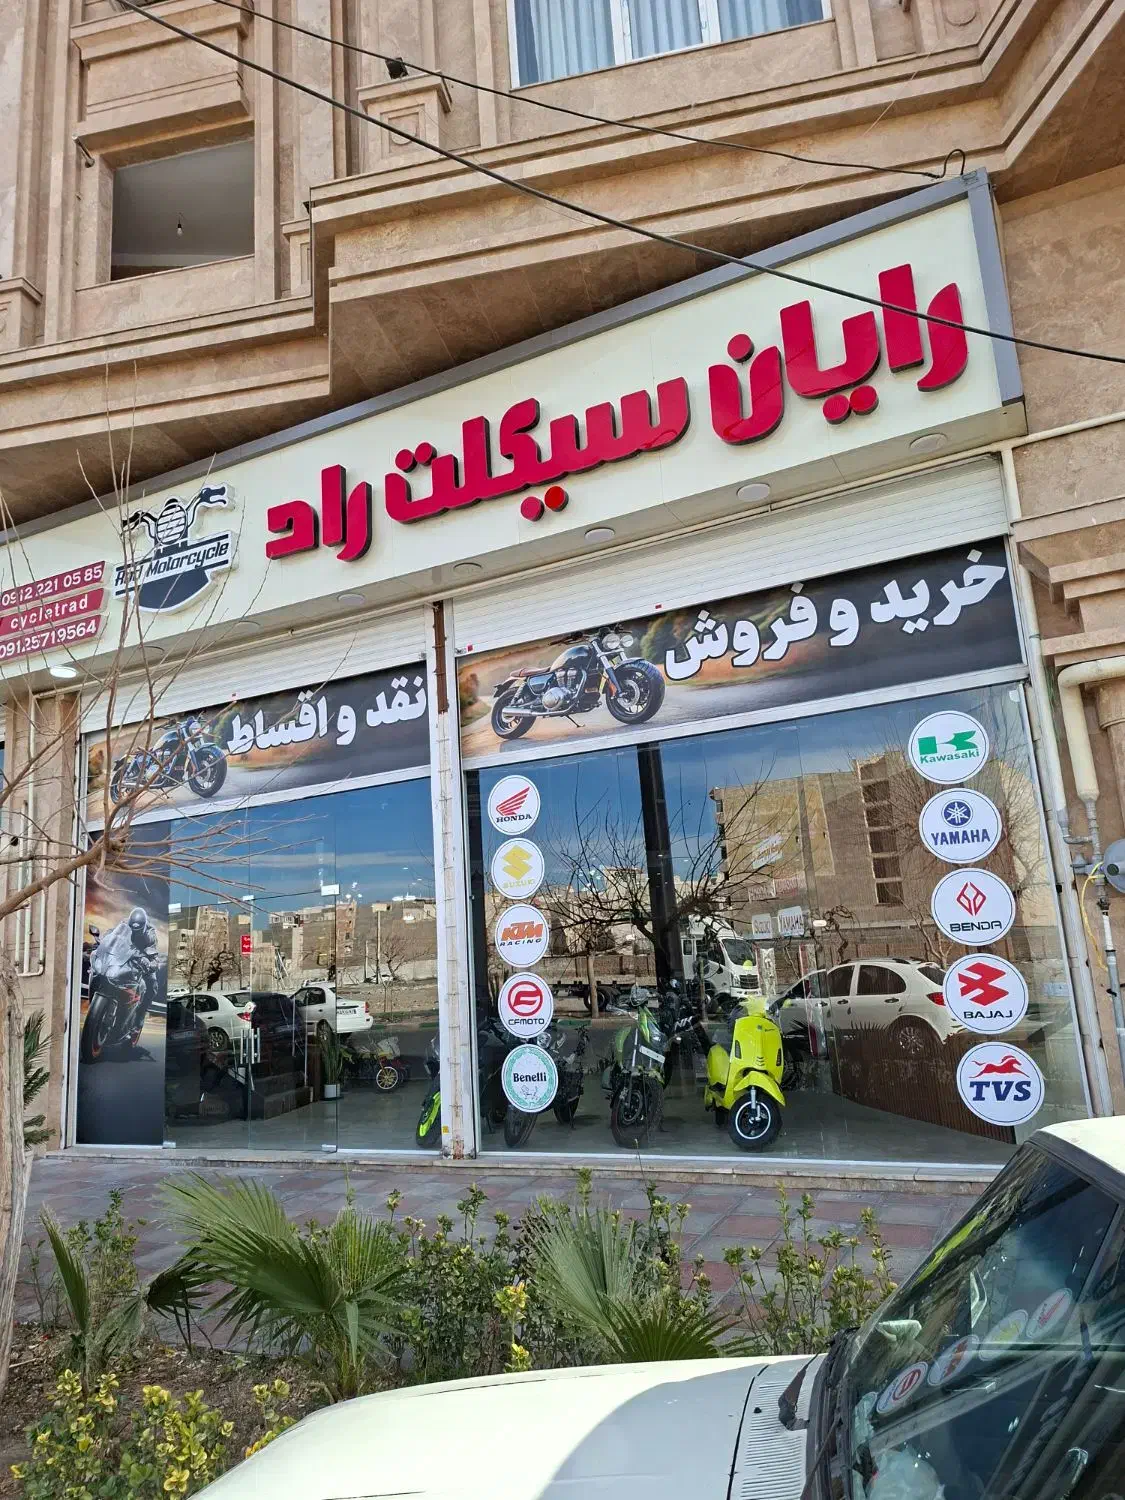 رایان سیکلت راد
Rad Motorcycle
0912 221 05 85
cycletrad
09125719564
خرید و فروش
نقد و اقساط
Kawasaki
YAMAHA
BENDA
BAJAJ
TVS
HONDA
SUZUKI
KTM
RACING
CFMOTO
Benelli